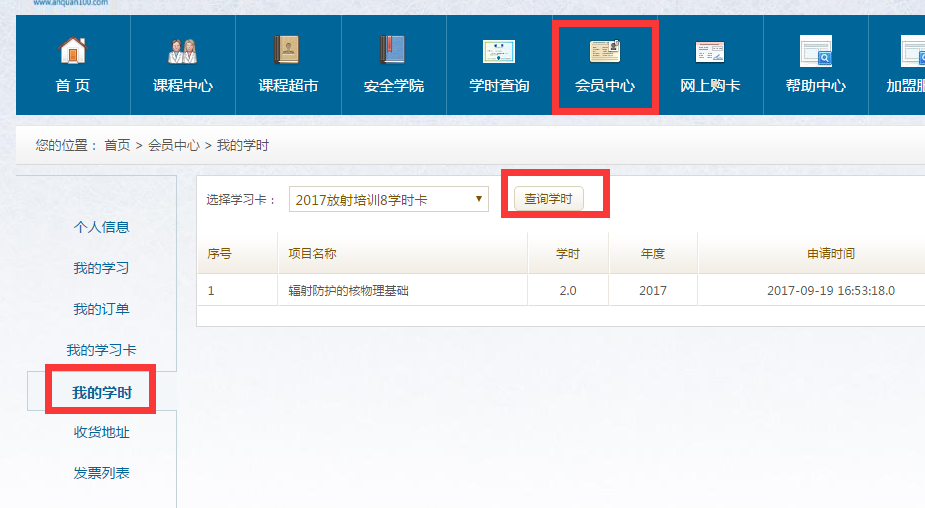 www.anquan100.com
首 页 课程中心 课程超市 安全学院 学时查询 会员中心 网上购卡 帮助中心 加盟服
您的位置： 首页 > 会员中心 > 我的学时
选择学习卡： 2017放射培训8学时卡 查询学时
个人信息
我的学习
我的订单
我的学习卡
我的学时
收货地址
发票列表
序号 项目名称 学时 年度 申请时间
1 辐射防护的核物理基础 2.0 2017 2017-09-19 16:53:18.0